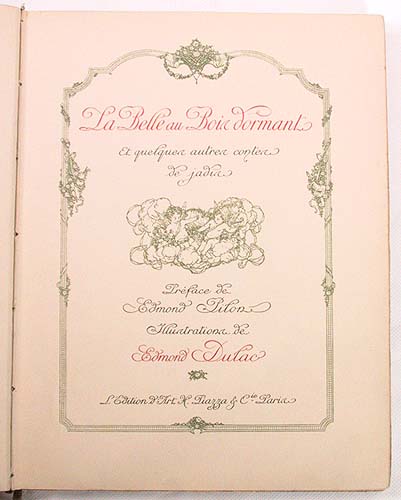 La Belle au Bois dormant
Et quelques autres contes
de jadis
Préface de
Edmond Pilon
Illustrations de
Edmond Dulac
L'Edition d'Art H. Piazza & Cie Paris